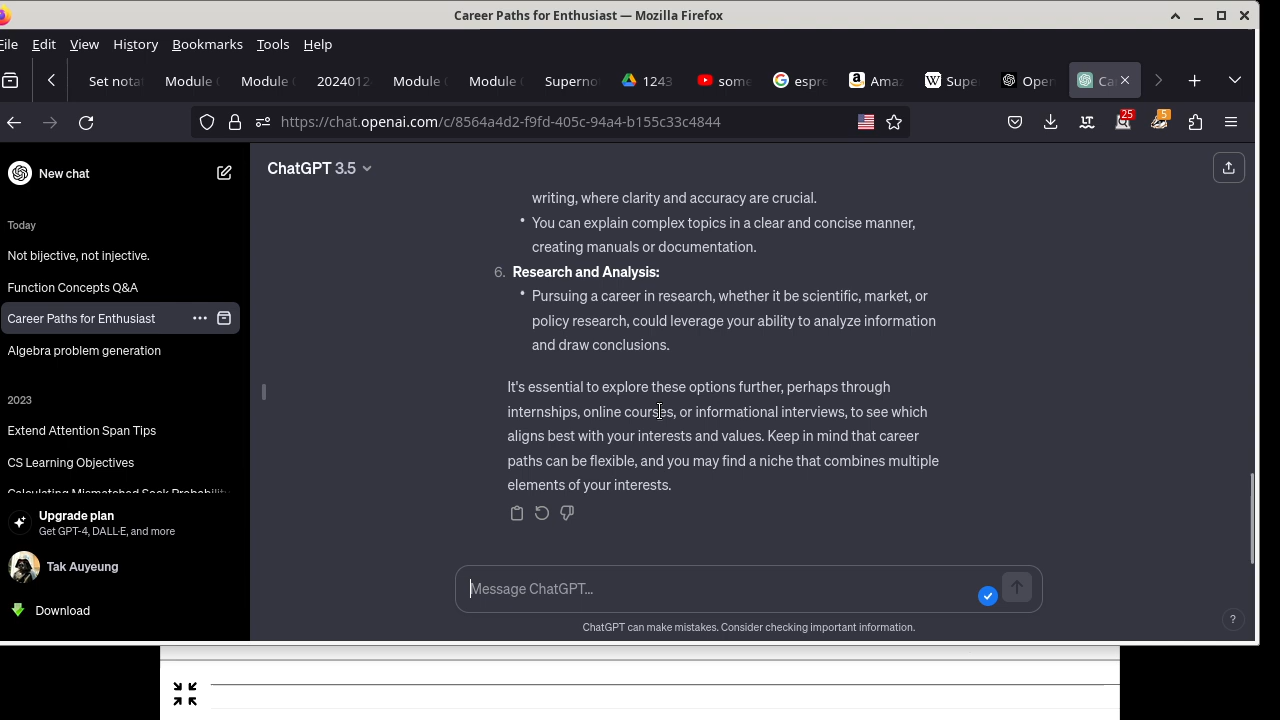 Career Paths for Enthusiast — Mozilla Firefox
File Edit View History Bookmarks Tools Help
Set nota Module Module 2024012 Module Module Superno 1243 some espre Ama Supe Open Ca
https://chat.openai.com/c/8564a4d2-f9fd-405c-94a4-b155c33c4844 25 5
New chat
Today
Not bijective, not injective.
Function Concepts Q&A
Career Paths for Enthusiast
Algebra problem generation
2023
Extend Attention Span Tips
CS Learning Objectives
Calculating Mismatched Sock Probability
Upgrade plan
Get GPT-4, DALL·E, and more
Tak Auyeung
Download
ChatGPT 3.5
writing, where clarity and accuracy are crucial.
• You can explain complex topics in a clear and concise manner,
creating manuals or documentation.
6. Research and Analysis:
• Pursuing a career in research, whether it be scientific, market, or
policy research, could leverage your ability to analyze information
and draw conclusions.
It's essential to explore these options further, perhaps through
internships, online courses, or informational interviews, to see which
aligns best with your interests and values. Keep in mind that career
paths can be flexible, and you may find a niche that combines multiple
elements of your interests.
Message ChatGPT...
ChatGPT can make mistakes. Consider checking important information.
?